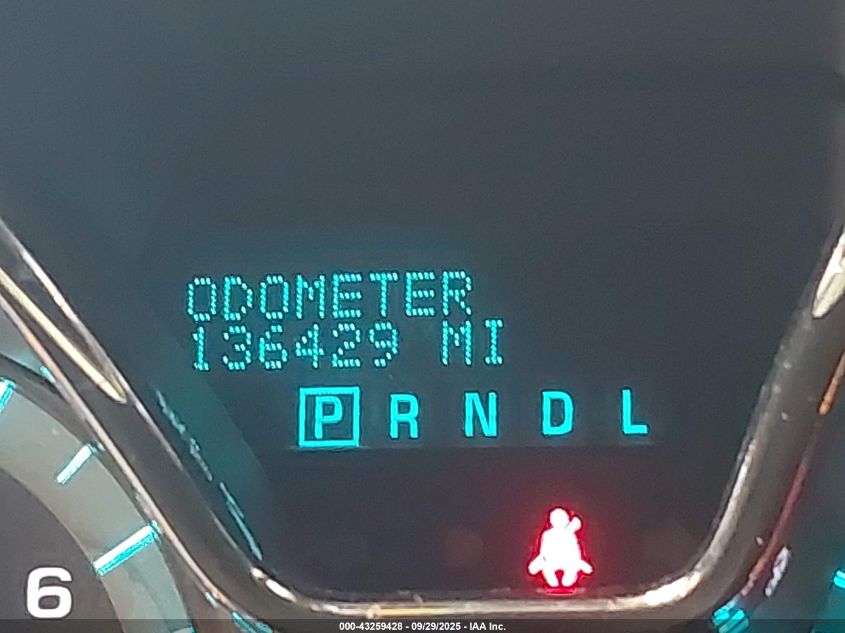 ODOMETER
136429 MI
P R N D L
6
000-43259428 - 09/29/2025 - IAA Inc.